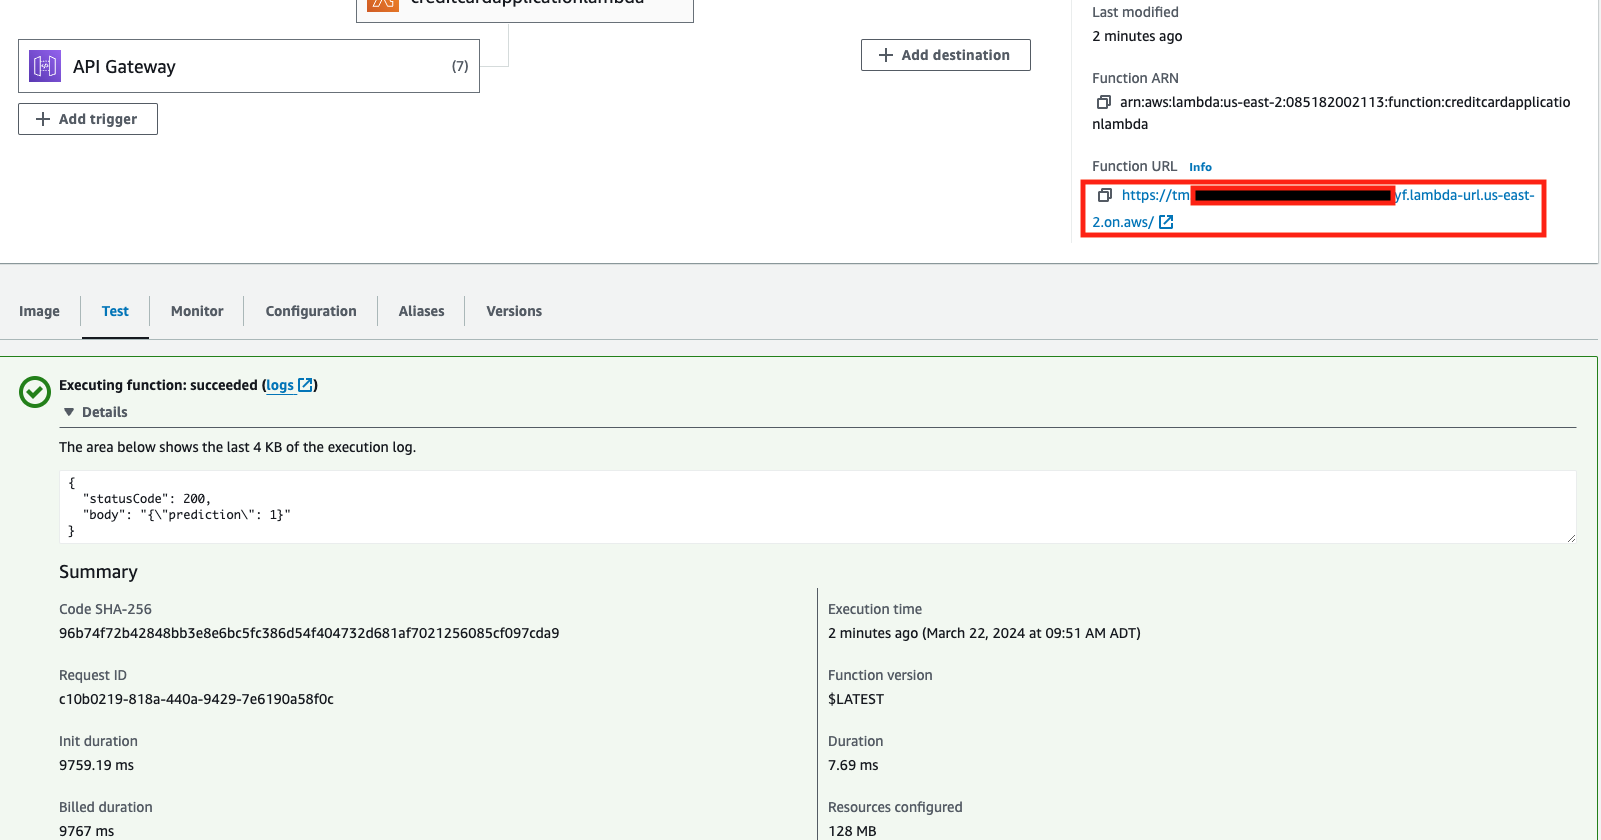 creditcardapplicationlambda
API Gateway
(7)
+ Add trigger
+ Add destination
Last modified
2 minutes ago
Function ARN
arn:aws:lambda:us-east-2:085182002113:function:creditcardapplicatio
nlambda
Function URL Info
https://tm yf.lambda-url.us-east-
2.on.aws/
Image Test Monitor Configuration Aliases Versions
Executing function: succeeded (logs)
▼ Details
The area below shows the last 4 KB of the execution log.
{
"statusCode": 200,
"body": "{\"prediction\": 1}"
}
Summary
Code SHA-256
96b74f72b42848bb3e8e6bc5fc386d54f404732d681af7021256085cf097cda9
Request ID
c10b0219-818a-440a-9429-7e6190a58f0c
Init duration
9759.19 ms
Billed duration
9767 ms
Execution time
2 minutes ago (March 22, 2024 at 09:51 AM ADT)
Function version
$LATEST
Duration
7.69 ms
Resources configured
128 MB